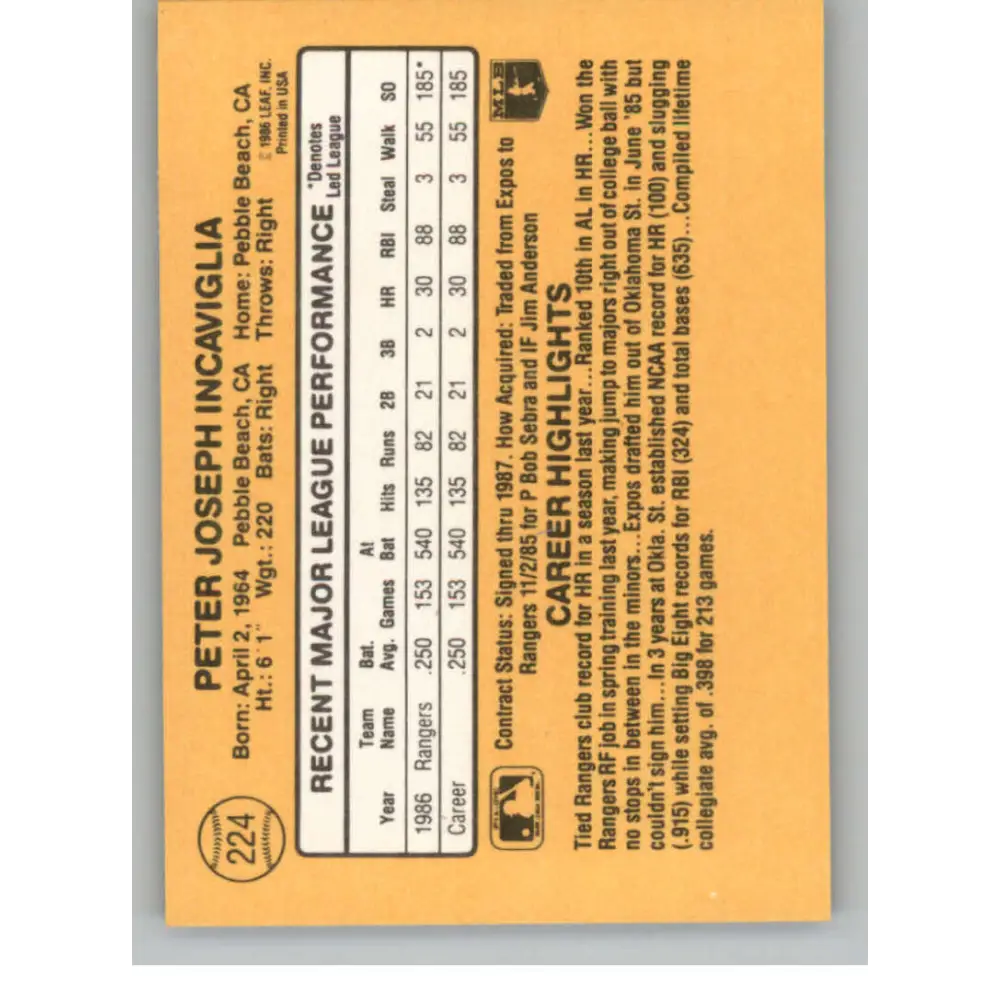 224
PETER JOSEPH INCAVIGLIA
Born: April 2, 1964 Pebble Beach, CA Home: Pebble Beach, CA
Ht.: 6'1" Wgt.: 220 Bats: Right Throws: Right
© 1986 LEAF, INC.
Printed in USA
RECENT MAJOR LEAGUE PERFORMANCE
*Denotes
Led League
Year Team Name Bat. Avg. Games At Bat Hits Runs 2B 3B HR RBI Steal Walk SO
1986 Rangers .250 153 540 135 82 21 2 30 88 3 55 185*
Career .250 153 540 135 82 21 2 30 88 3 55 185
Contract Status: Signed thru 1987. How Acquired: Traded from Expos to
Rangers 11/2/85 for P Bob Sebra and IF Jim Anderson
MLB
CAREER HIGHLIGHTS
Tied Rangers club record for HR in a season last year...Ranked 10th in AL in HR...Won the
Rangers RF job in spring training last year, making jump to majors right out of college ball with
no stops in between in the minors...Expos drafted him out of Oklahoma St. in June '85 but
couldn't sign him...In 3 years at Okla. St. established NCAA record for HR (100) and slugging
(.915) while setting Big Eight records for RBI (324) and total bases (635)...Compiled lifetime
collegiate avg. of .398 for 213 games.